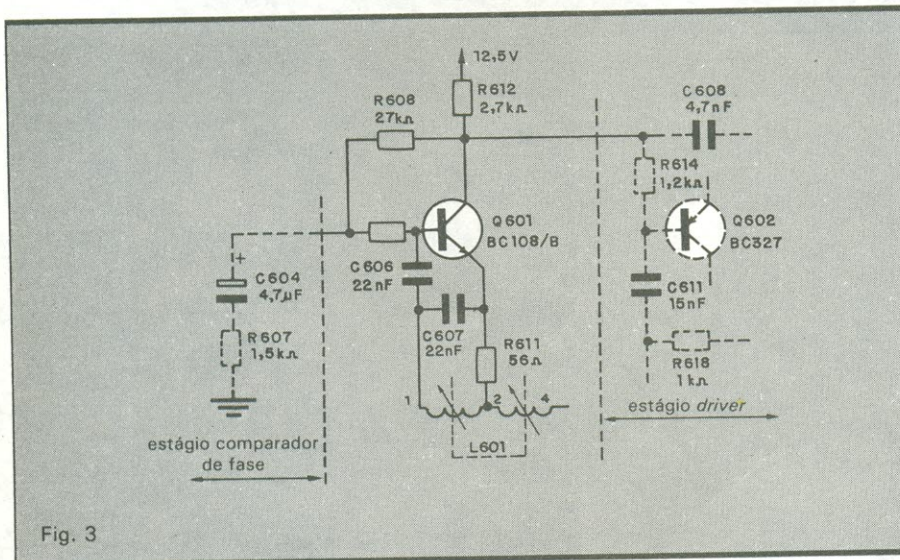 12,5V
R612
2,7kΩ
R608
27kΩ
C608
4,7nF
R614
1,2kΩ
Q601
BC108/B
Q602
BC327
C606
22nF
+
C604
4,7µF
C607
22nF
C611
15nF
R607
1,5kΩ
R611
56Ω
R618
1kΩ
1
2
4
L601
estágio driver
estágio comparador
de fase
Fig. 3